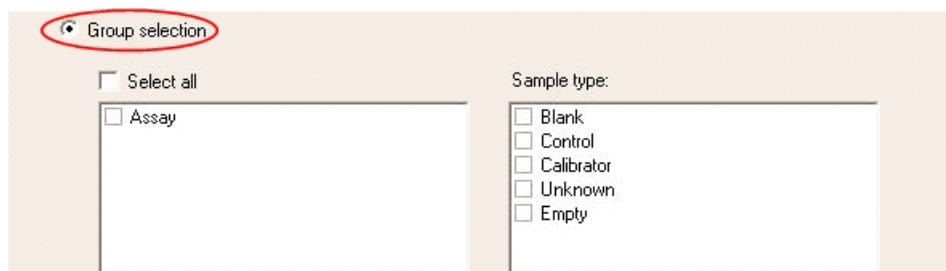 Group selection
Select all
Assay
Sample type:
Blank
Control
Calibrator
Unknown
Empty